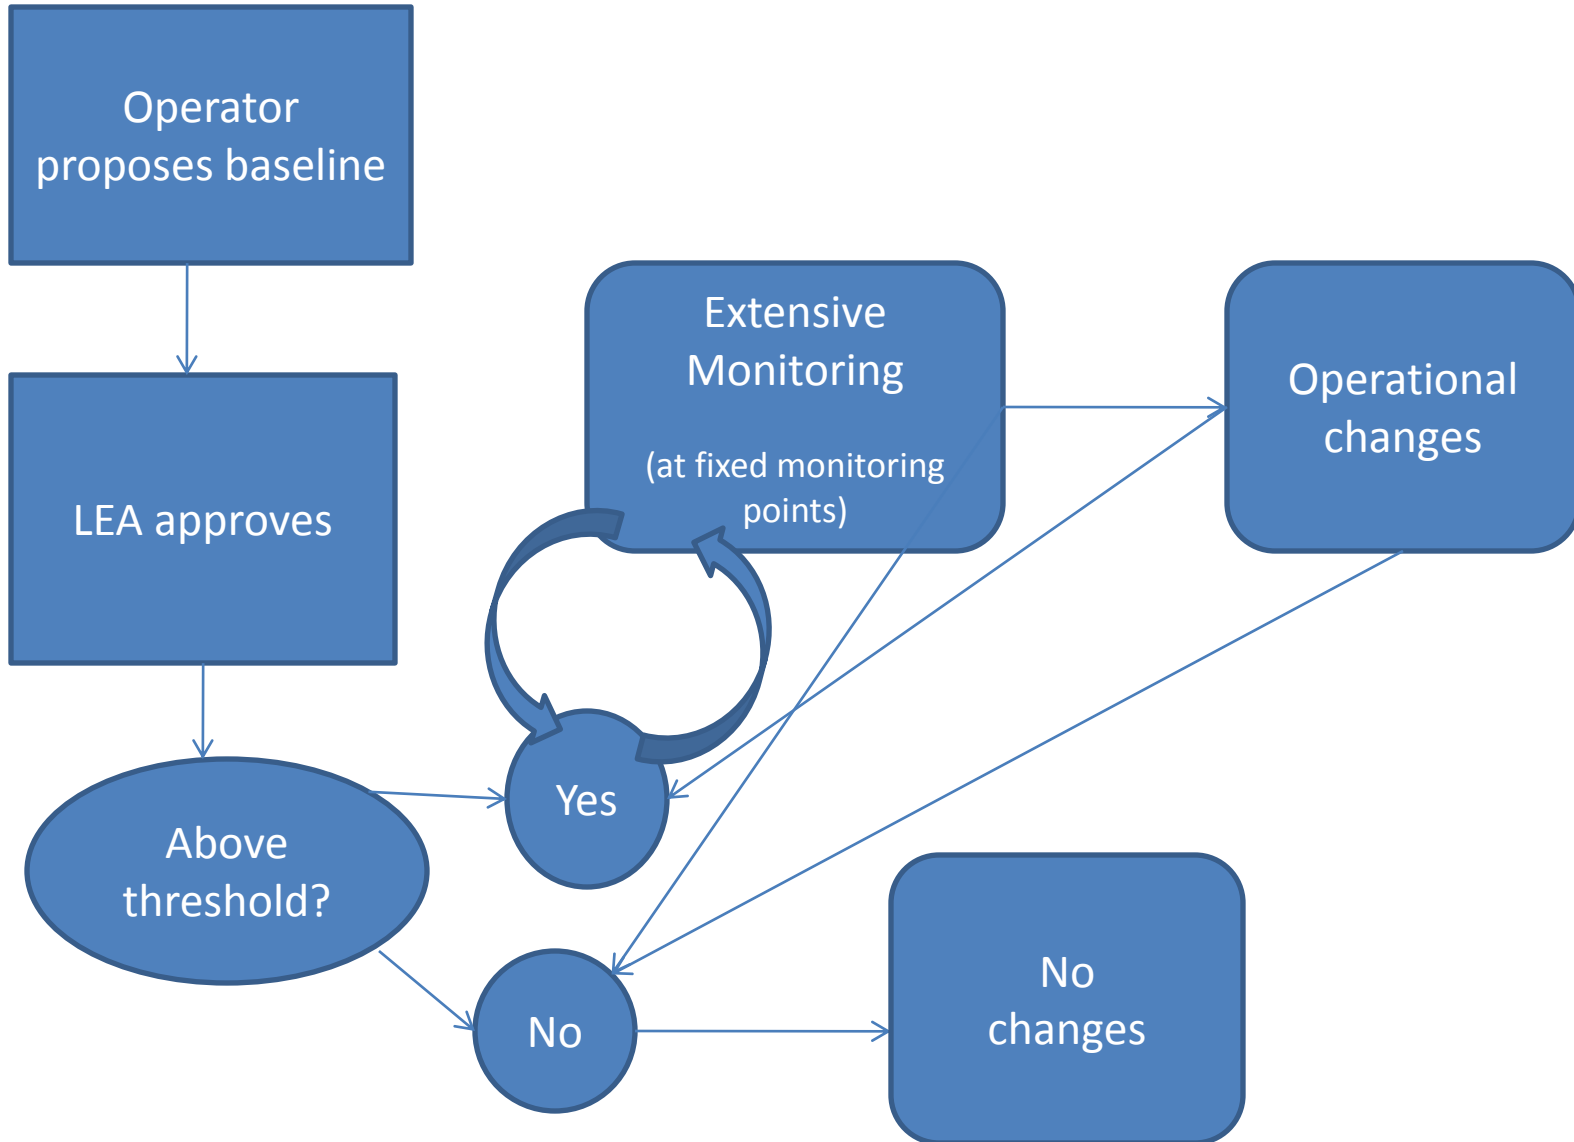 Operator
proposes baseline
LEA approves
Above
threshold?
Yes
No
Extensive
Monitoring
(at fixed monitoring
points)
Operational
changes
No
changes